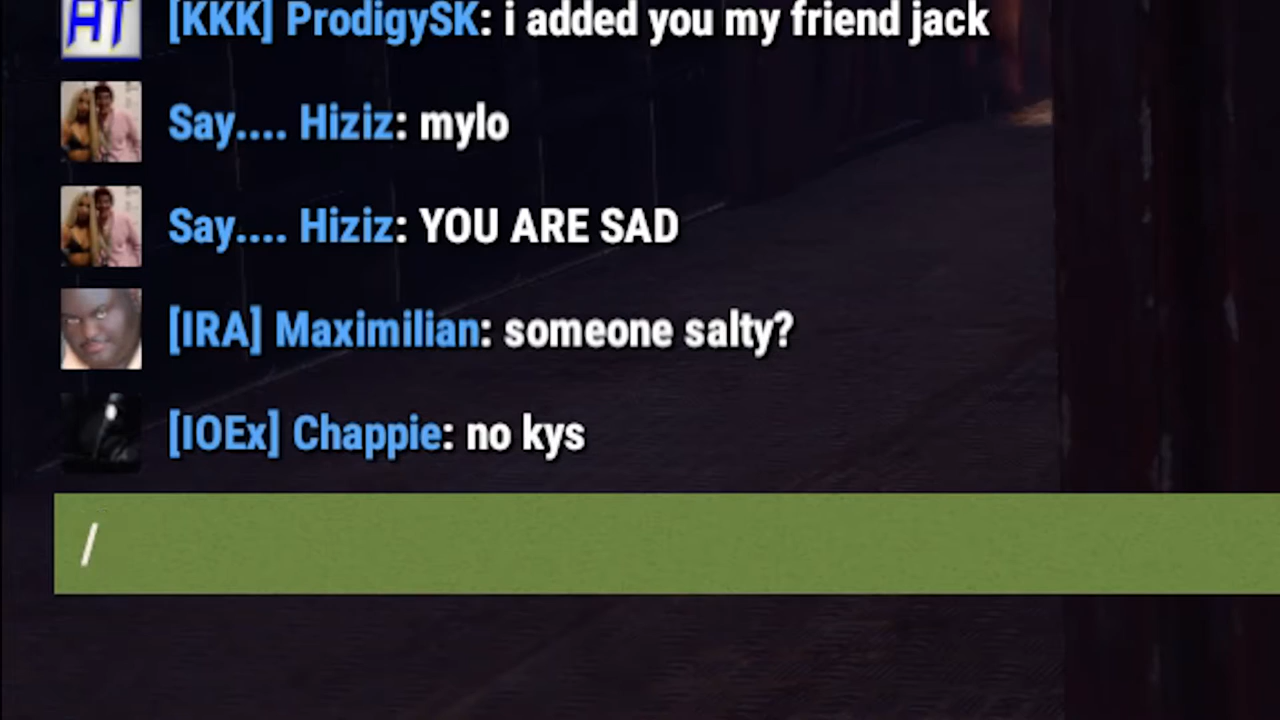 AT
[KKK] ProdigySK: i added you my friend jack
Say.... Hiziz: mylo
Say.... Hiziz: YOU ARE SAD
[IRA] Maximilian: someone salty?
[IOEx] Chappie: no kys
/